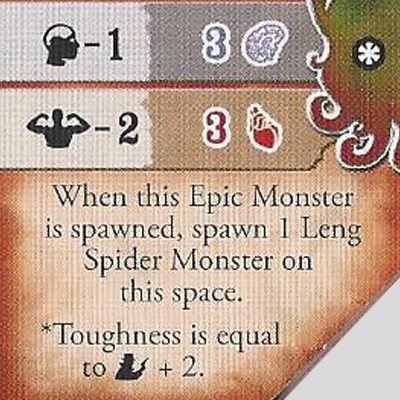 -1 3
-2 3
*
When this Epic Monster
is spawned, spawn 1 Leng
Spider Monster on
this space.
*Toughness is equal
to + 2.